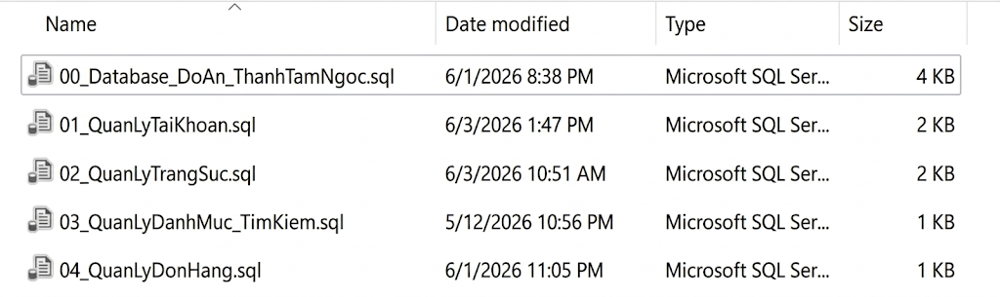 Name Date modified Type Size
00_Database_DoAn_ThanhTamNgoc.sql 6/1/2026 8:38 PM Microsoft SQL Ser... 4 KB
01_QuanLyTaiKhoan.sql 6/3/2026 1:47 PM Microsoft SQL Ser... 2 KB
02_QuanLyTrangSuc.sql 6/3/2026 10:51 AM Microsoft SQL Ser... 2 KB
03_QuanLyDanhMuc_TimKiem.sql 5/12/2026 10:56 PM Microsoft SQL Ser... 1 KB
04_QuanLyDonHang.sql 6/1/2026 11:05 PM Microsoft SQL Ser... 1 KB